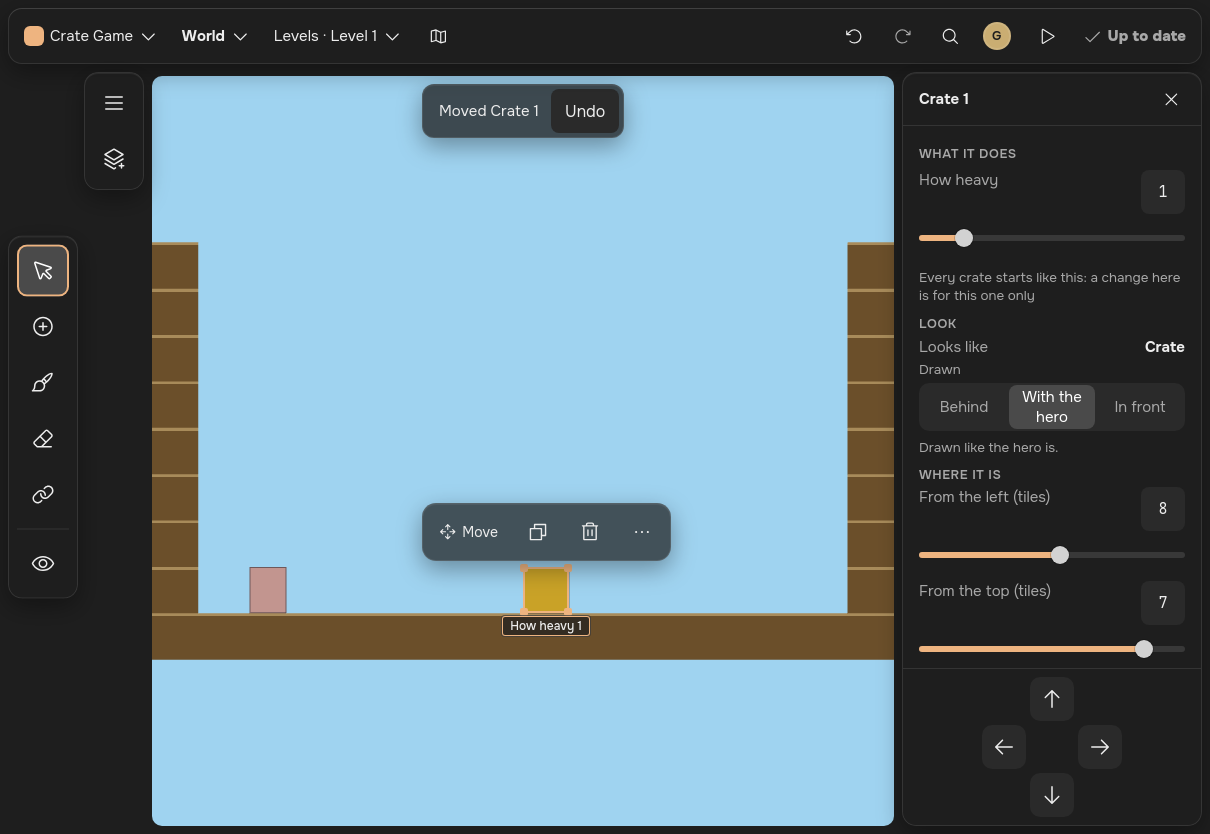 Crate Game
World
Levels · Level 1
G
Up to date
Moved Crate 1
Undo
Move
How heavy 1
Crate 1
WHAT IT DOES
How heavy
1
Every crate starts like this: a change here
is for this one only
LOOK
Looks like
Crate
Drawn
Behind
With the
hero
In front
Drawn like the hero is.
WHERE IT IS
From the left (tiles)
8
From the top (tiles)
7